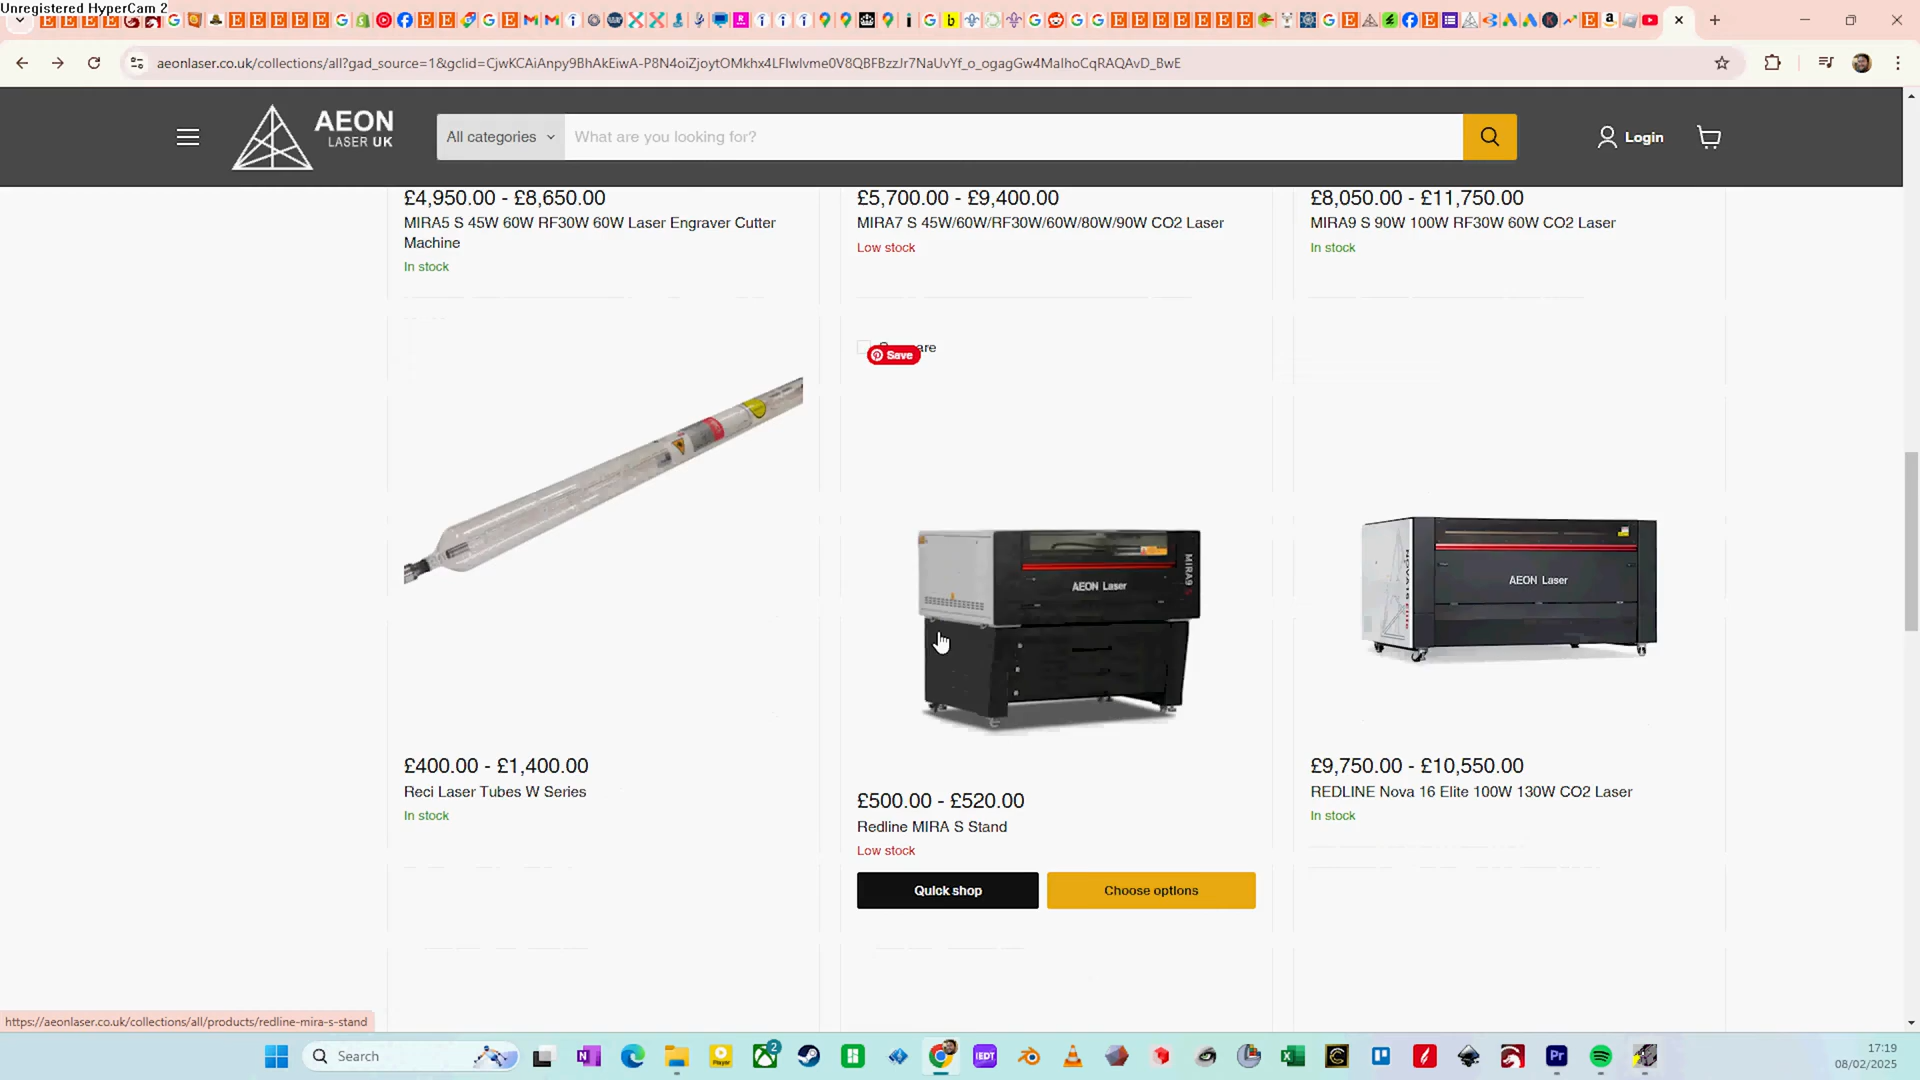 Unregistered HyperCam 2
aeonlaser.co.uk/collections/all?gad_source=1&gclid=CjwKCAiAnpy9BhAkEiwA-P8N4oiZjoytOMkhx4LFIwIvme0V8QBFBzzJr7NaUvYf_o_ogagGw4MaIhoCqRAQAvD_BwE
AEON
LASER UK
All categories
What are you looking for?
Login
£4,950.00 - £8,650.00
MIRA5 S 45W 60W RF30W 60W Laser Engraver Cutter
Machine
In stock
£5,700.00 - £9,400.00
MIRA7 S 45W/60W/RF30W/60W/80W/90W CO2 Laser
Low stock
£8,050.00 - £11,750.00
MIRA9 S 90W 100W RF30W 60W CO2 Laser
In stock
Save
AEON Laser
MIRA9
AEON Laser
£400.00 - £1,400.00
Reci Laser Tubes W Series
In stock
£500.00 - £520.00
Redline MIRA S Stand
Low stock
Quick shop
Choose options
£9,750.00 - £10,550.00
REDLINE Nova 16 Elite 100W 130W CO2 Laser
In stock
https://aeonlaser.co.uk/collections/all/products/redline-mira-s-stand
Search
17:19
08/02/2025